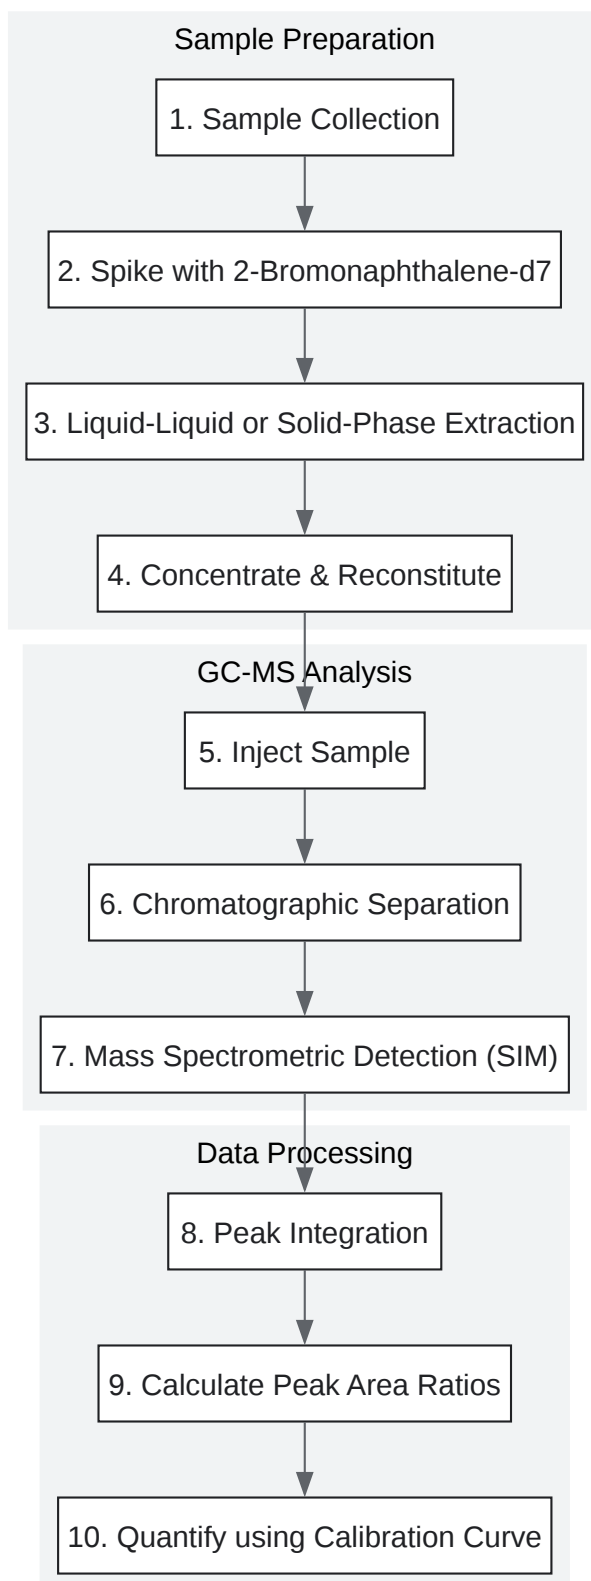 Sample Preparation
1. Sample Collection
2. Spike with 2-Bromonaphthalene-d7
3. Liquid-Liquid or Solid-Phase Extraction
4. Concentrate & Reconstitute
GC-MS Analysis
5. Inject Sample
6. Chromatographic Separation
7. Mass Spectrometric Detection (SIM)
Data Processing
8. Peak Integration
9. Calculate Peak Area Ratios
10. Quantify using Calibration Curve